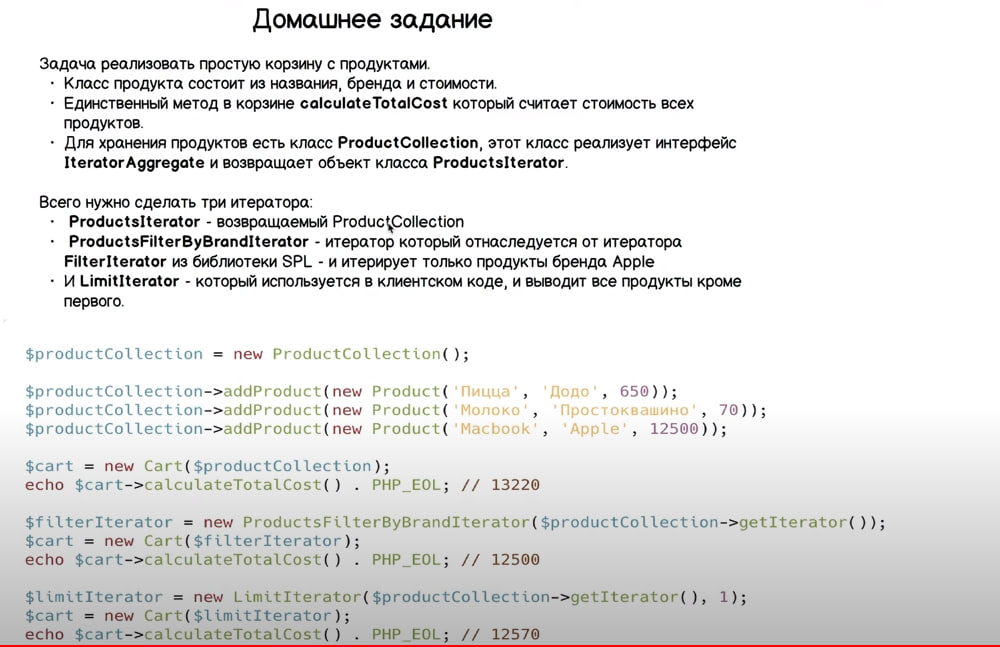 Домашнее задание
Задача реализовать простую корзину с продуктами.
· Класс продукта состоит из названия, бренда и стоимости.
· Единственный метод в корзине calculateTotalCost который считает стоимость всех
продуктов.
· Для хранения продуктов есть класс ProductCollection, этот класс реализует интерфейс
IteratorAggregate и возвращает объект класса ProductsIterator.
Всего нужно сделать три итератора:
· ProductsIterator - возвращаемый ProductCollection
· ProductsFilterByBrandIterator - итератор который отнаследуется от итератора
FilterIterator из библиотеки SPL - и итерирует только продукты бренда Apple
· И LimitIterator - который используется в клиентском коде, и выводит все продукты кроме
первого.
$productCollection = new ProductCollection();
$productCollection->addProduct(new Product('Пицца', 'Додо', 650));
$productCollection->addProduct(new Product('Молоко', 'Простоквашино', 70));
$productCollection->addProduct(new Product('Macbook', 'Apple', 12500));
$cart = new Cart($productCollection);
echo $cart->calculateTotalCost() . PHP_EOL; // 13220
$filterIterator = new ProductsFilterByBrandIterator($productCollection->getIterator());
$cart = new Cart($filterIterator);
echo $cart->calculateTotalCost() . PHP_EOL; // 12500
$limitIterator = new LimitIterator($productCollection->getIterator(), 1);
$cart = new Cart($limitIterator);
echo $cart->calculateTotalCost() . PHP_EOL; // 12570